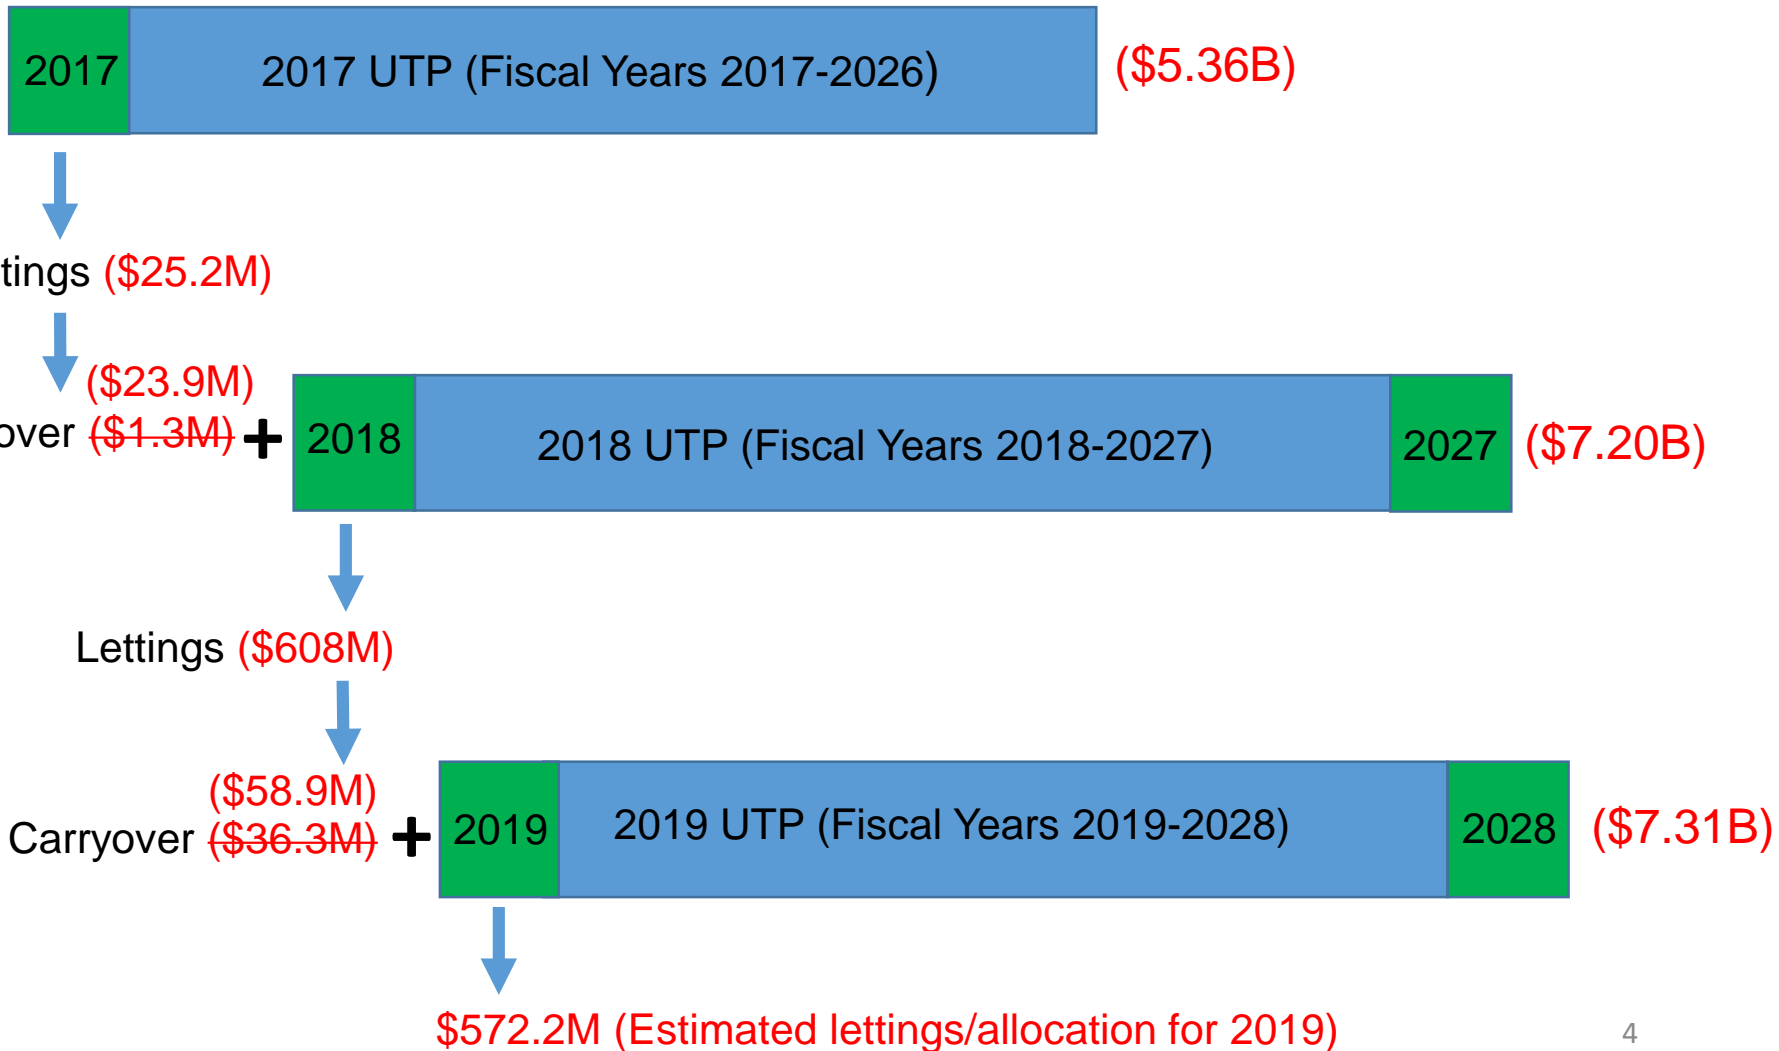 2017 2017 UTP (Fiscal Years 2017-2026) ($5.36B)
tings ($25.2M)
($23.9M)
over ($1.3M) + 2018 2018 UTP (Fiscal Years 2018-2027) 2027 ($7.20B)
Lettings ($608M)
($58.9M)
Carryover ($36.3M) + 2019 2019 UTP (Fiscal Years 2019-2028) 2028 ($7.31B)
$572.2M (Estimated lettings/allocation for 2019)
4